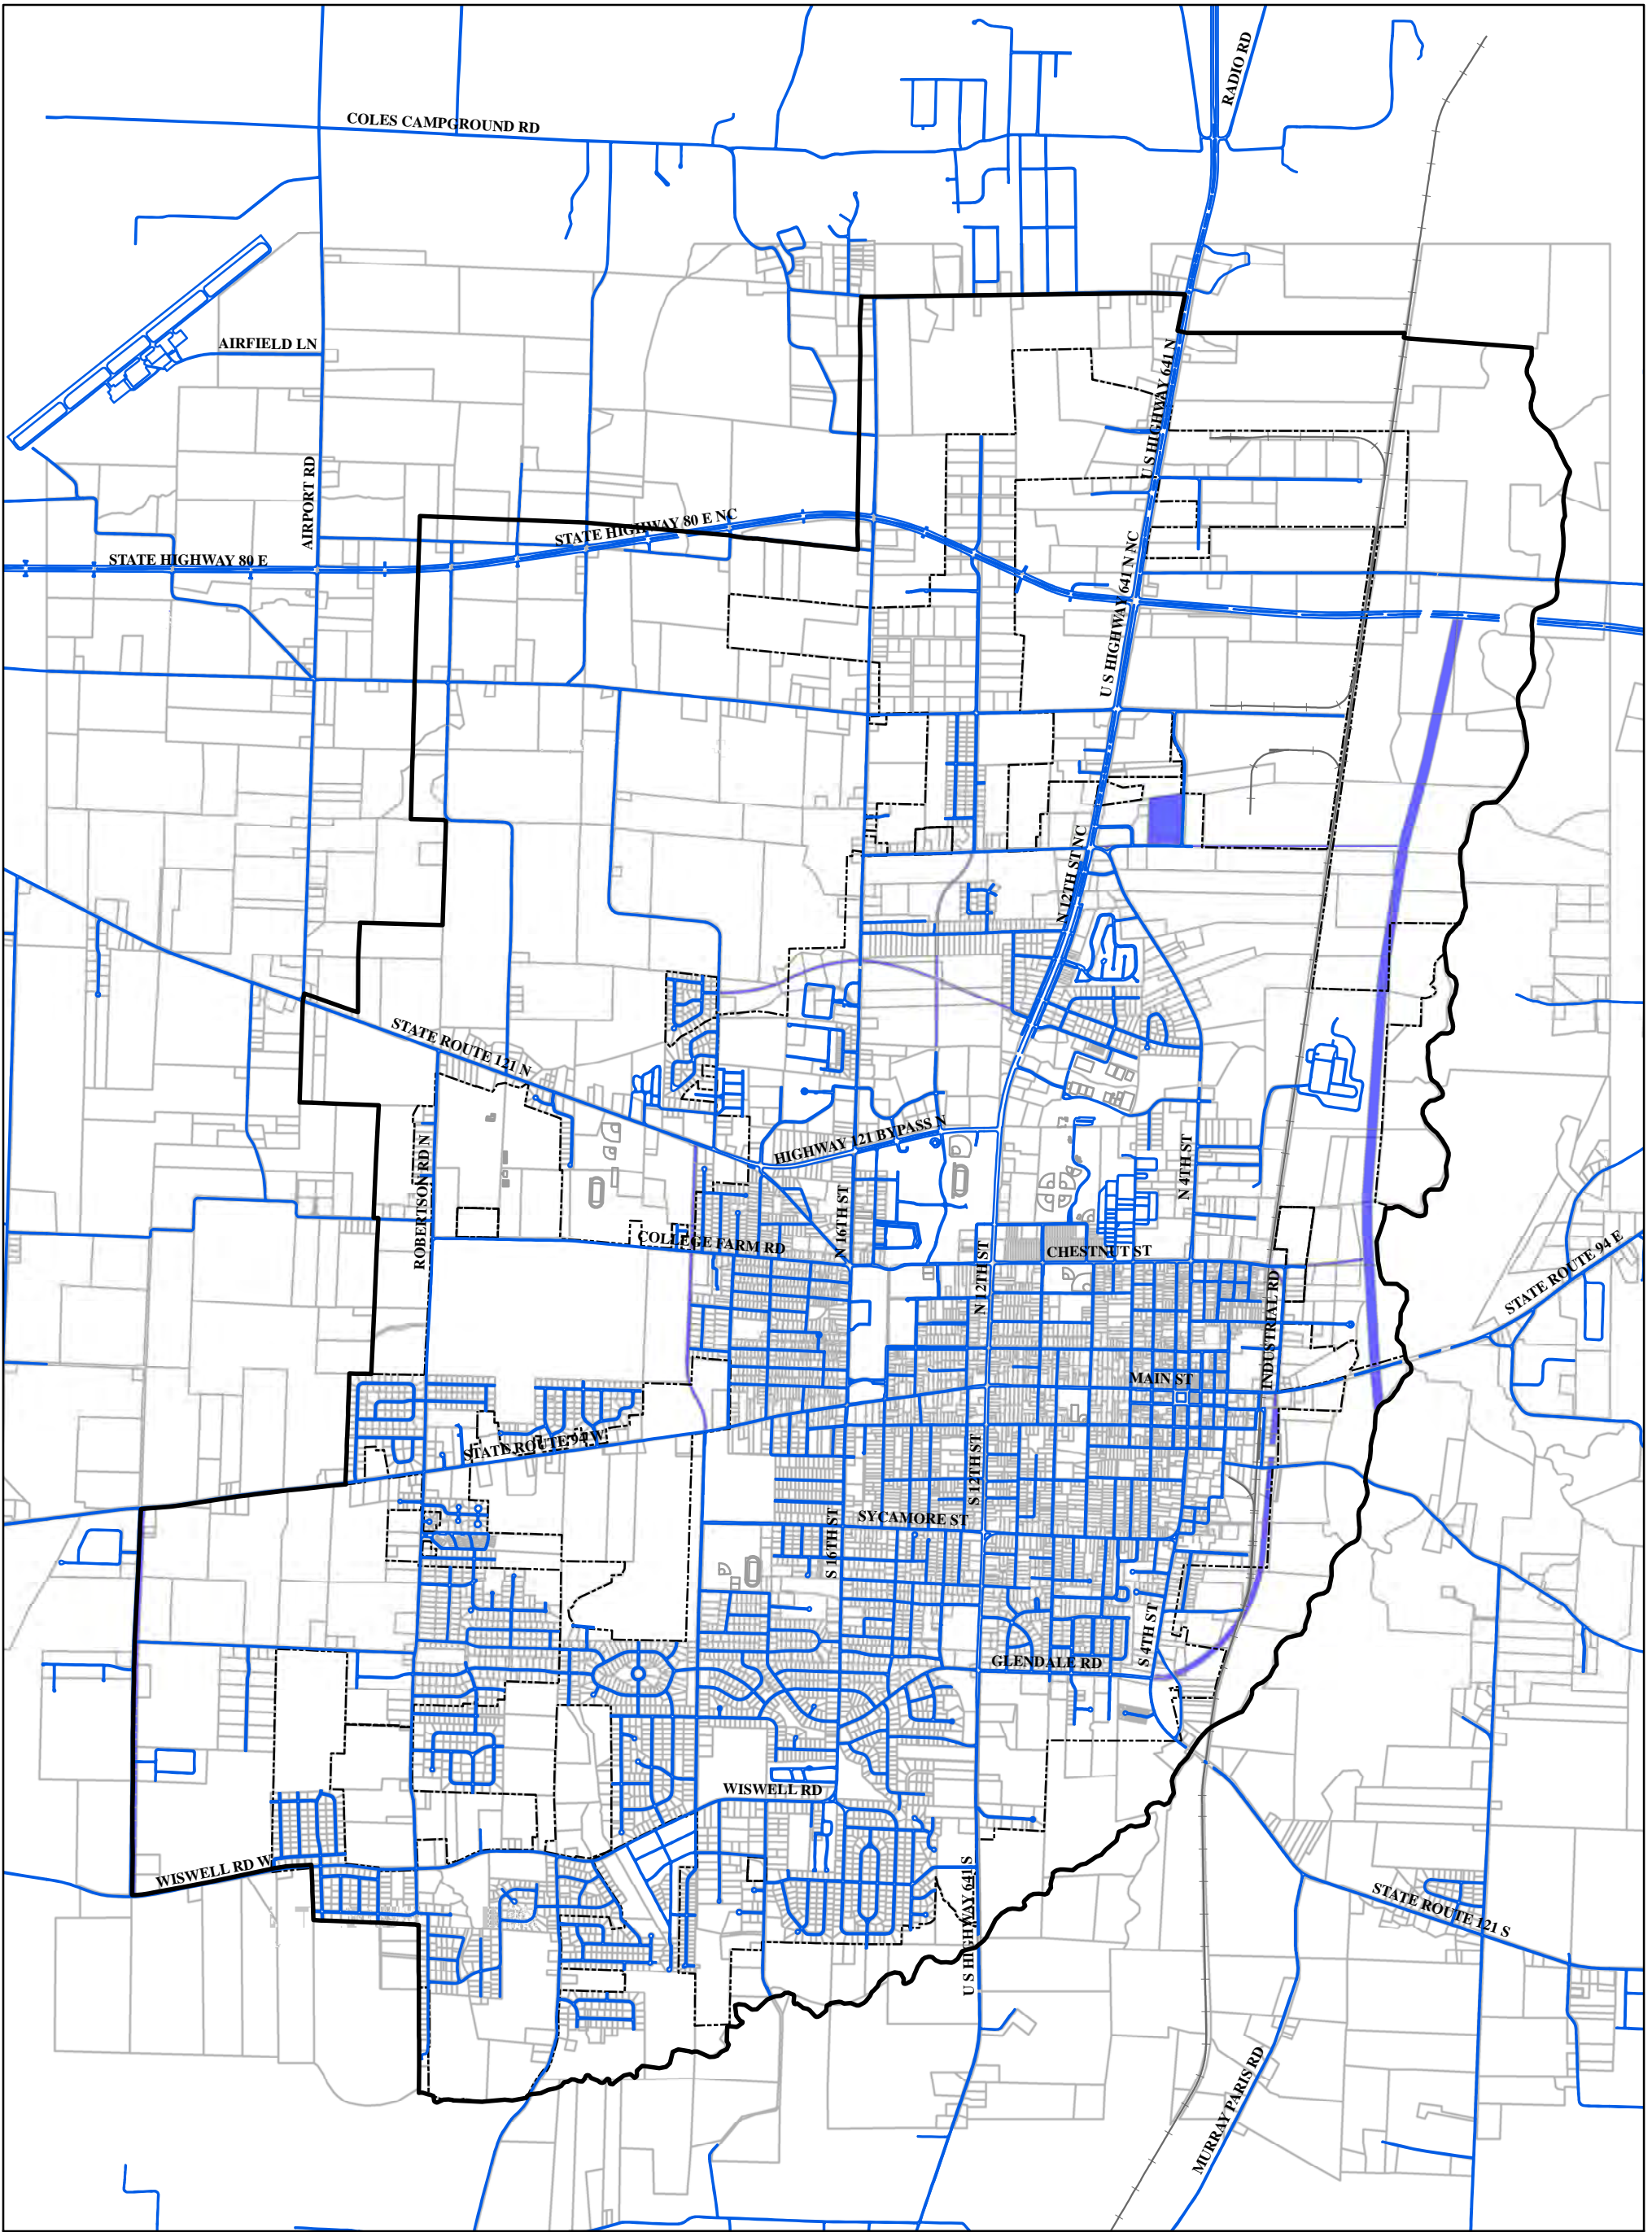 RADIO RD
COLES CAMPGROUND RD
AIRFIELD LN
U S HIGHWAY 641 N
AIRPORT RD
STATE HIGHWAY 80 E NC
STATE HIGHWAY 80 E
U S HIGHWAY 641 N NC
N 12TH ST NC
STATE ROUTE 121 N
HIGHWAY 121 BYPASS N
ROBERTSON RD N
N 4TH ST
N 16TH ST
COLLEGE FARM RD
CHESTNUT ST
N 12TH ST
STATE ROUTE 94 E
INDUSTRIAL RD
MAIN ST
STATE ROUTE 94 W
S 12TH ST
SYCAMORE ST
S 16TH ST
S 4TH ST
GLENDALE RD
WISWELL RD
WISWELL RD W
U S HIGHWAY 641 S
STATE ROUTE 121 S
MURRAY PARIS RD